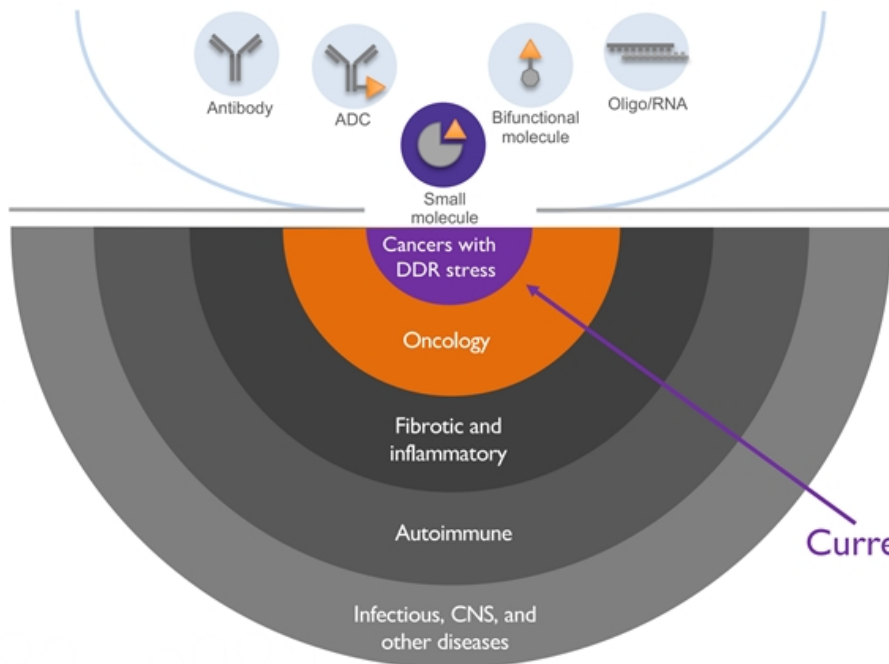 Antibody
ADC
Bifunctional
molecule
Oligo/RNA
Small
molecule
Cancers with
DDR stress
Oncology
Fibrotic and
inflammatory
Autoimmune
Curre
Infectious, CNS, and
other diseases